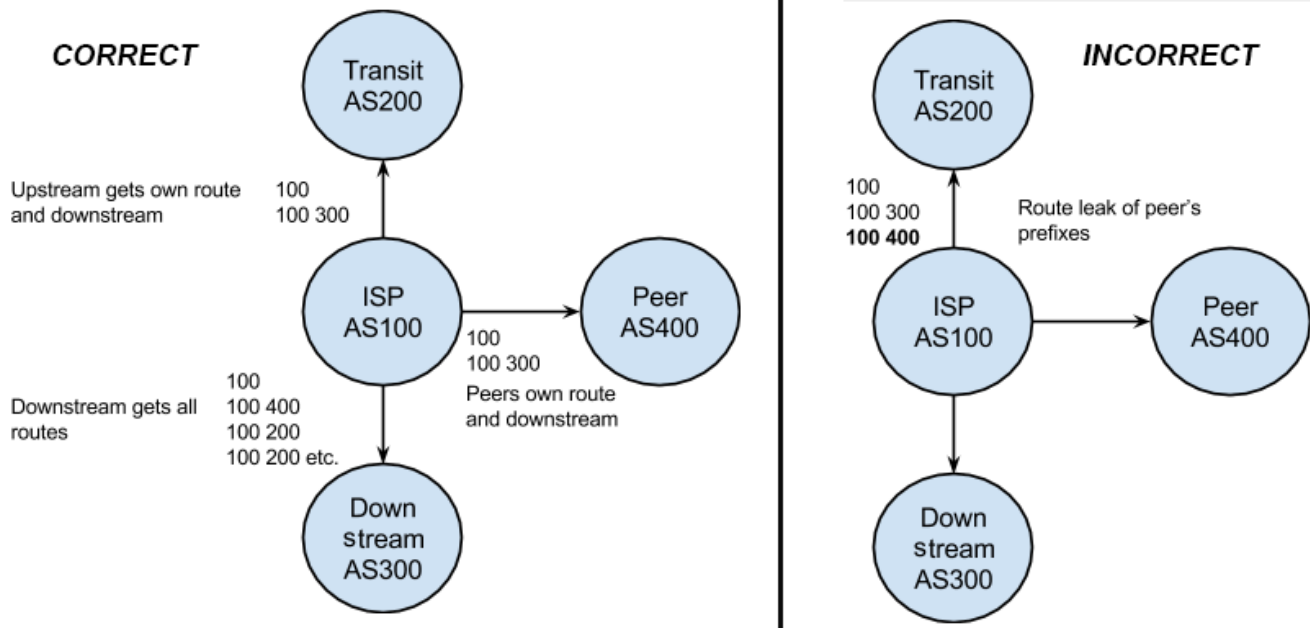 CORRECT
Transit
AS200
Upstream gets own route
and downstream
100
100 300
ISP
AS100
Peer
AS400
100
100 300
Peers own route
and downstream
Downstream gets all
routes
100
100 400
100 200
100 200 etc.
Down
stream
AS300
INCORRECT
Transit
AS200
100
100 300
100 400
Route leak of peer's
prefixes
ISP
AS100
Peer
AS400
Down
stream
AS300